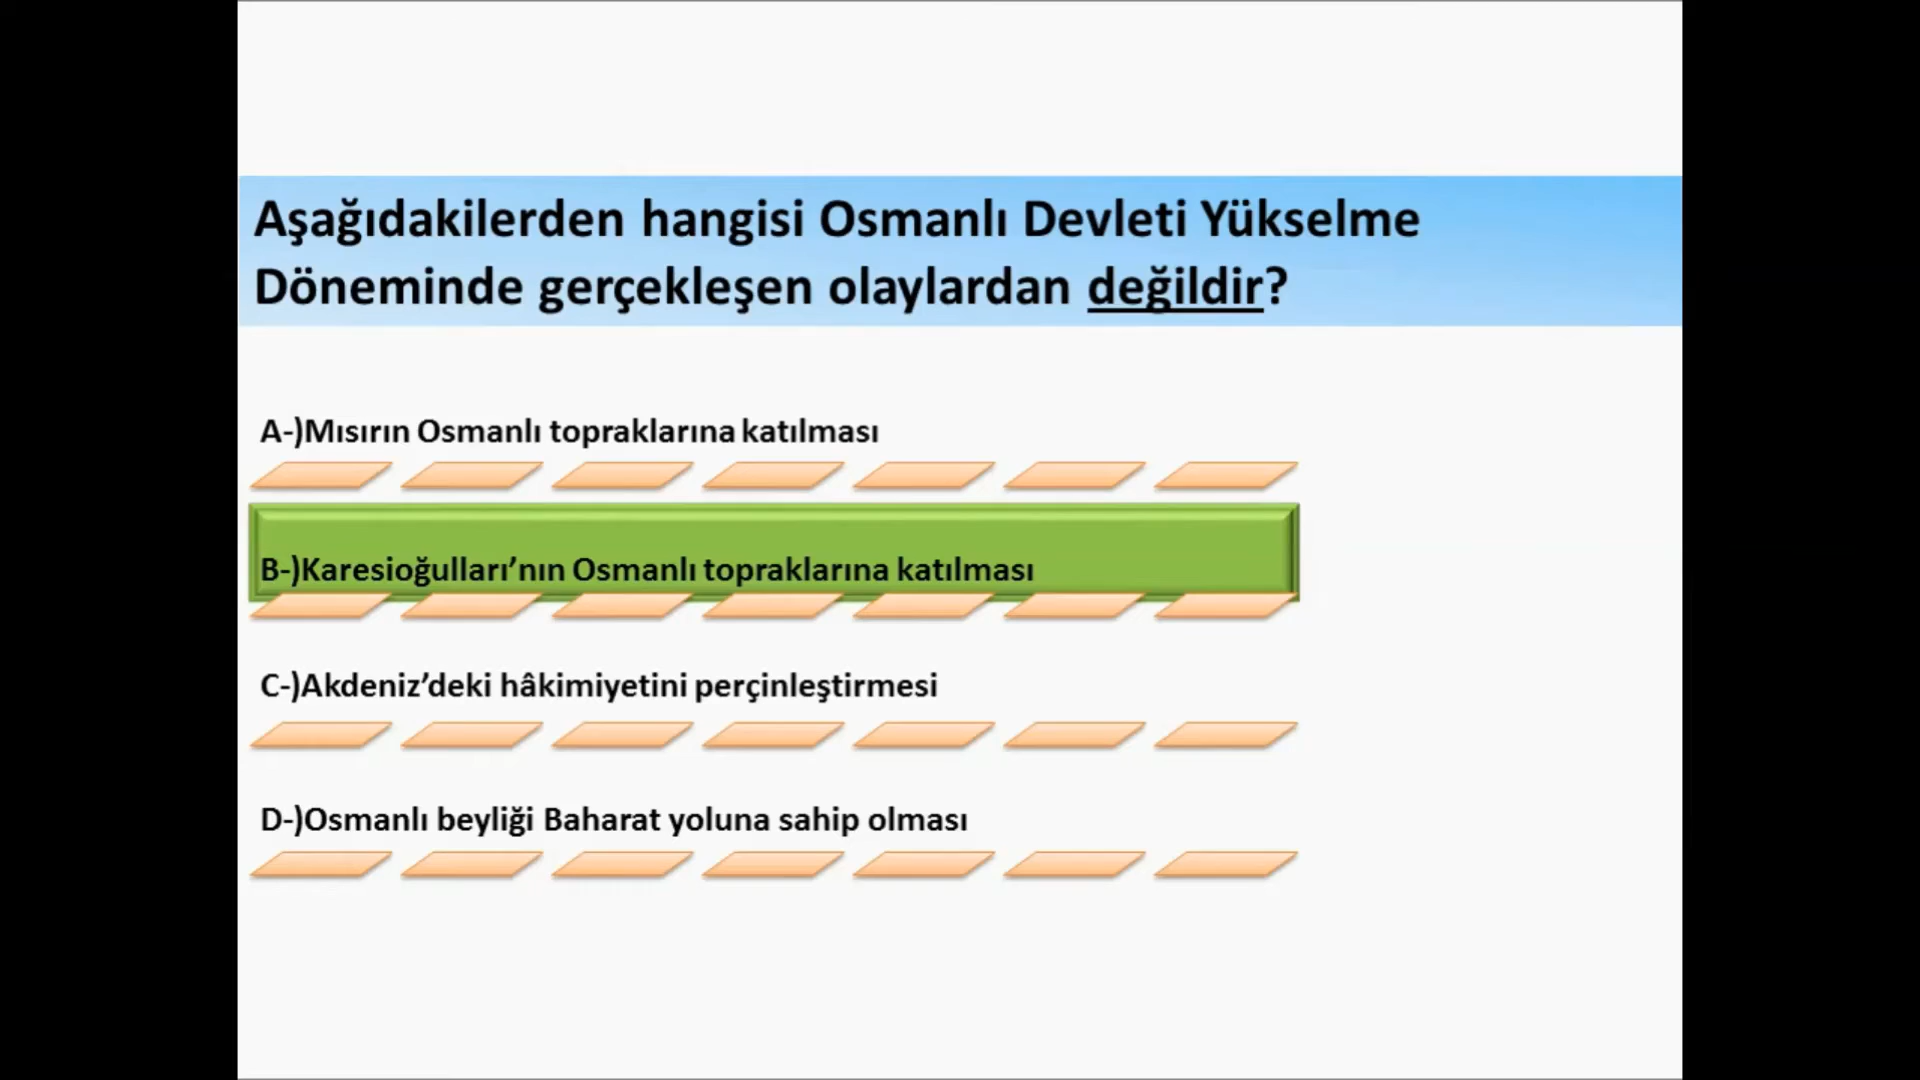 Aşağıdakilerden hangisi Osmanlı Devleti Yükselme
Döneminde gerçekleşen olaylardan değildir?
A-)Mısırın Osmanlı topraklarına katılması
B-)Karesioğulları’nın Osmanlı topraklarına katılması
C-)Akdeniz’deki hâkimiyetini perçinleştirmesi
D-)Osmanlı beyliği Baharat yoluna sahip olması